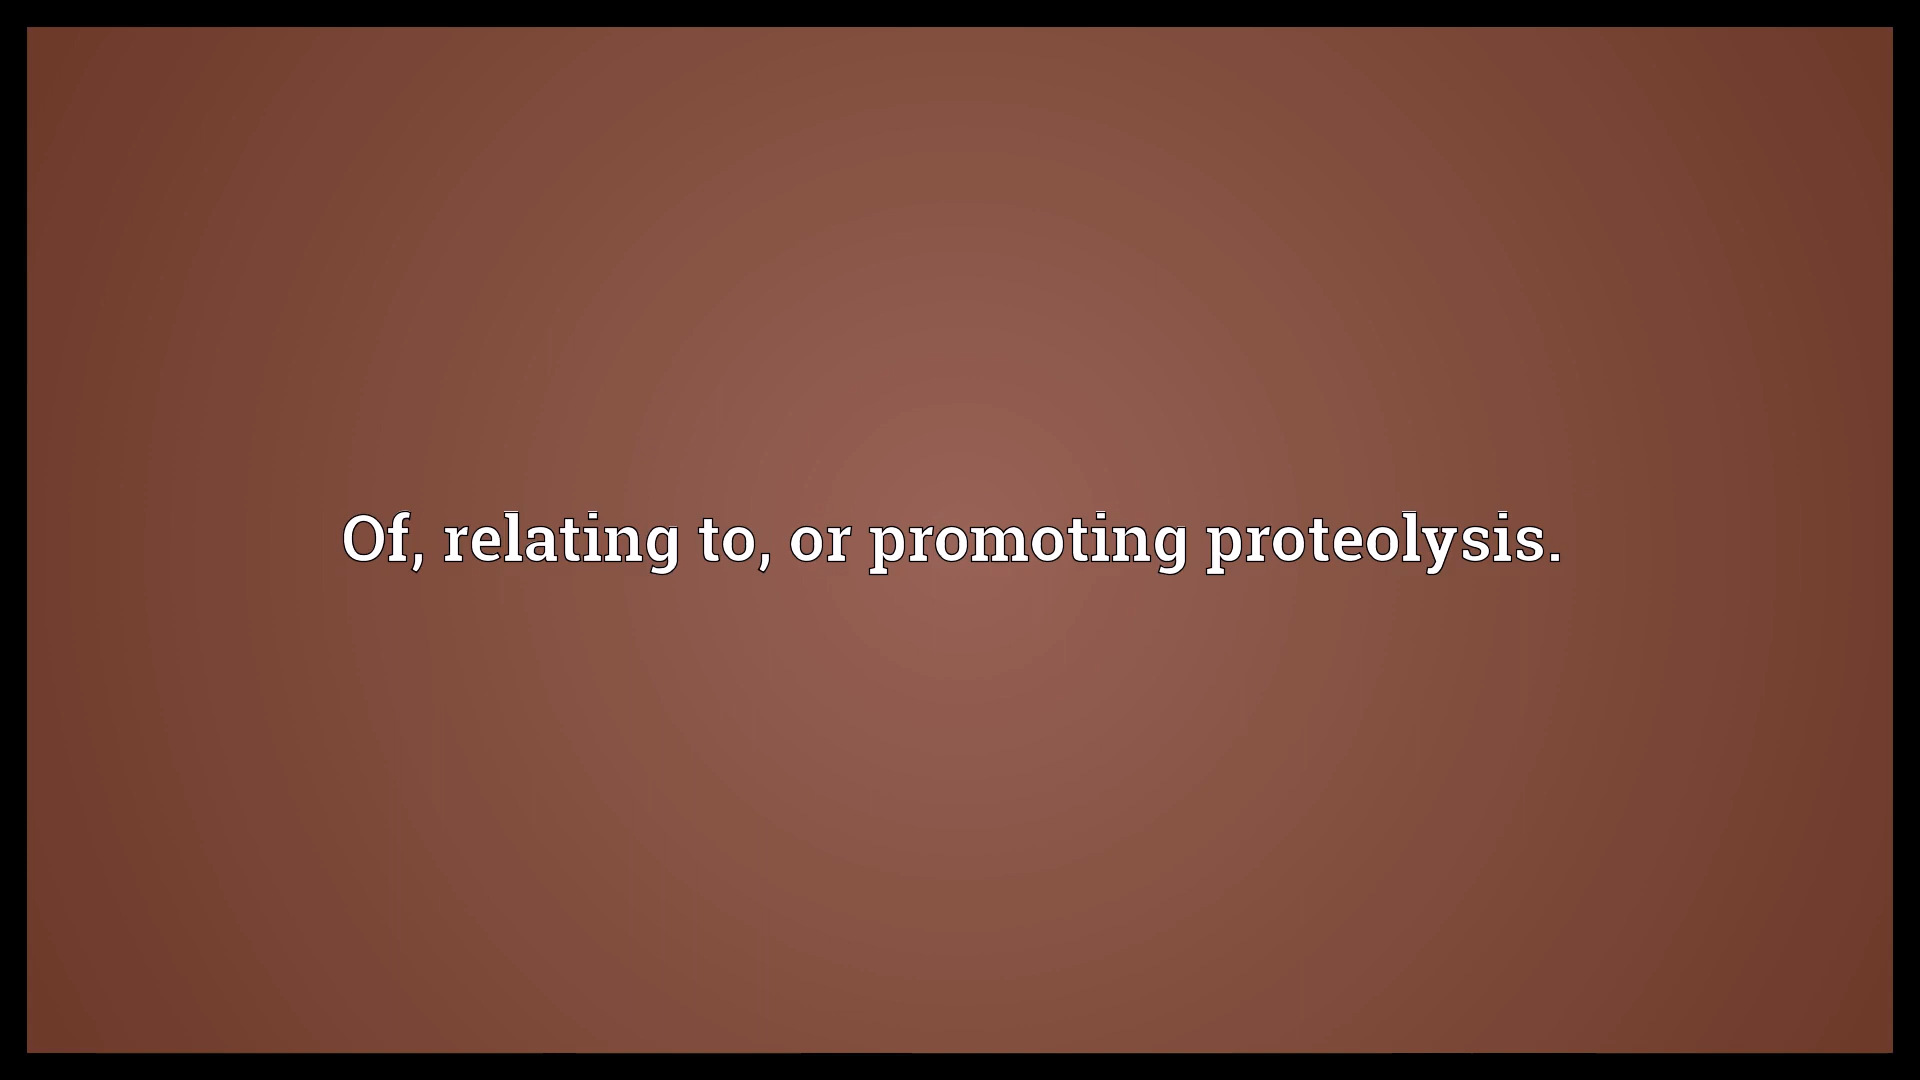 Of, relating to, or promoting proteolysis.